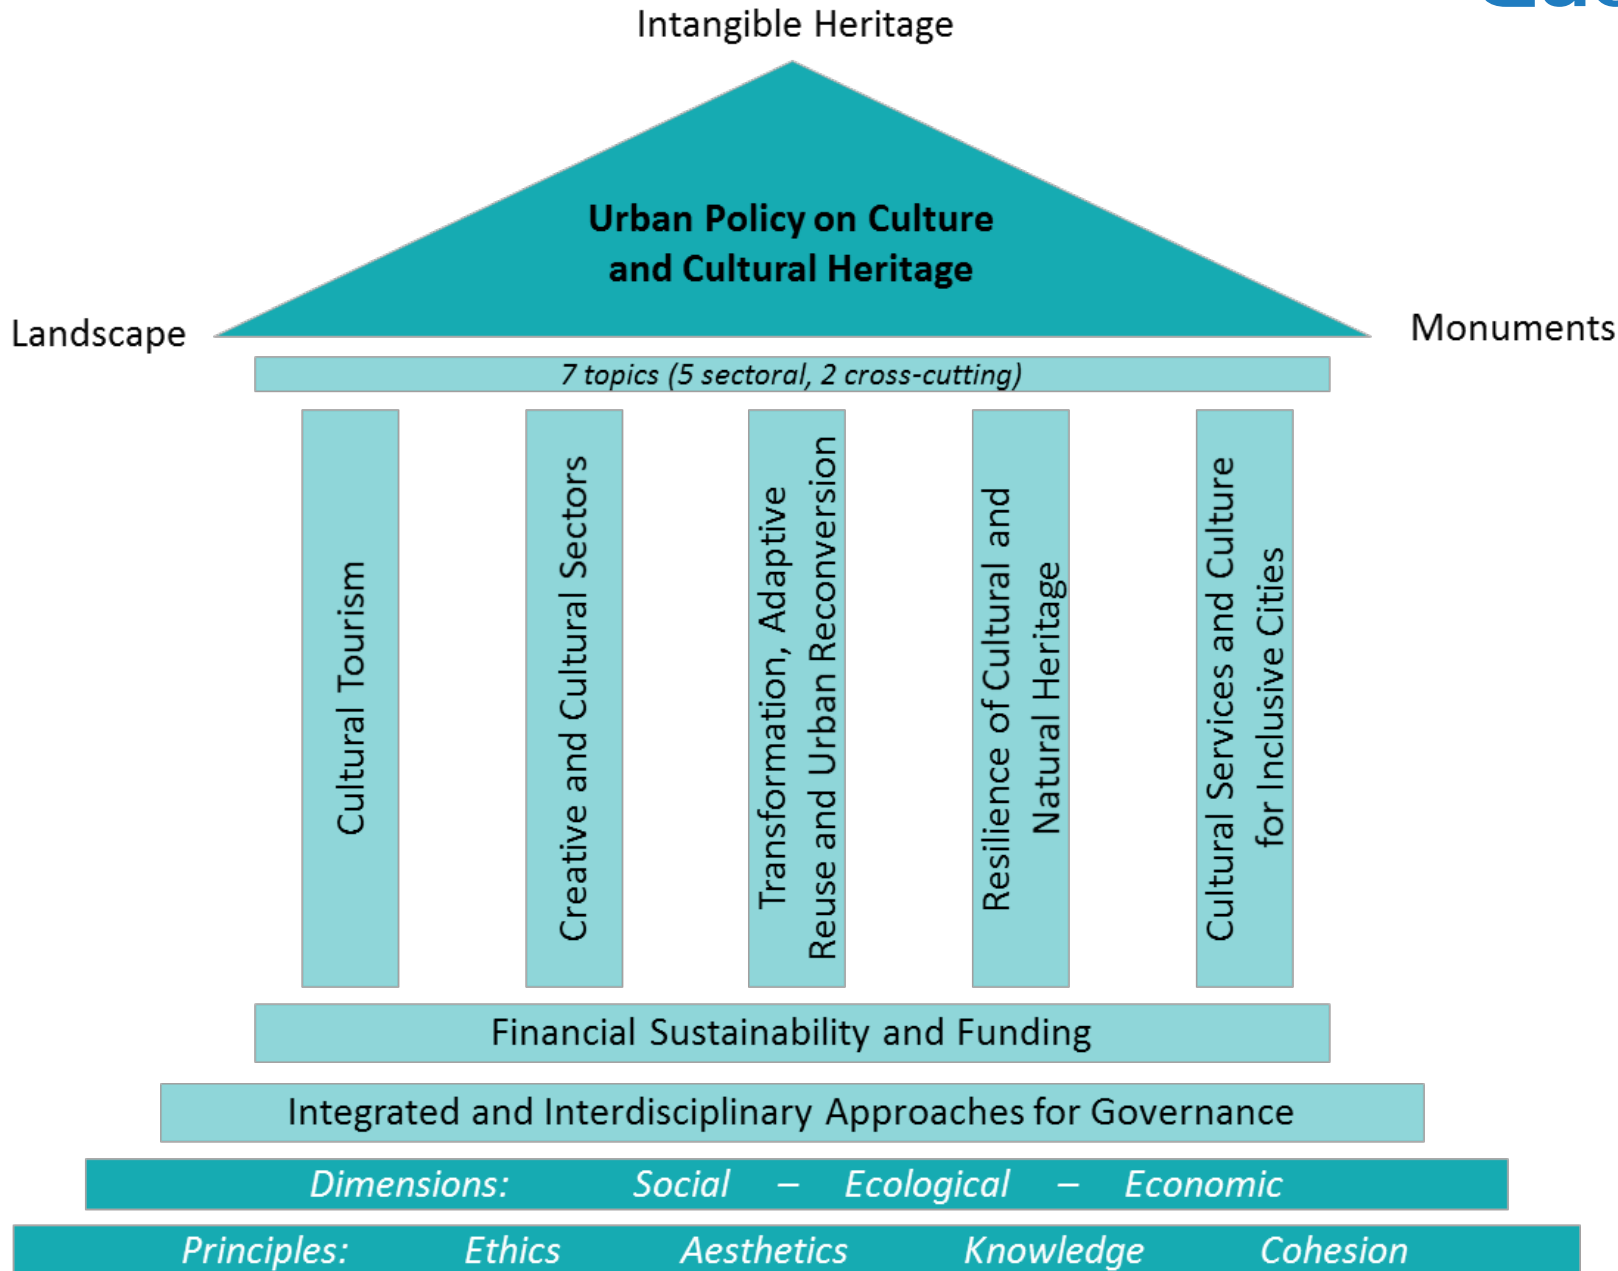 Intangible Heritage
Urban Policy on Culture
and Cultural Heritage
Landscape
Monuments
7 topics (5 sectoral, 2 cross-cutting)
Cultural Tourism
Creative and Cultural Sectors
Transformation, Adaptive
Reuse and Urban Reconversion
Resilience of Cultural and
Natural Heritage
Cultural Services and Culture
for Inclusive Cities
Financial Sustainability and Funding
Integrated and Interdisciplinary Approaches for Governance
Dimensions: Social – Ecological – Economic
Principles: Ethics Aesthetics Knowledge Cohesion